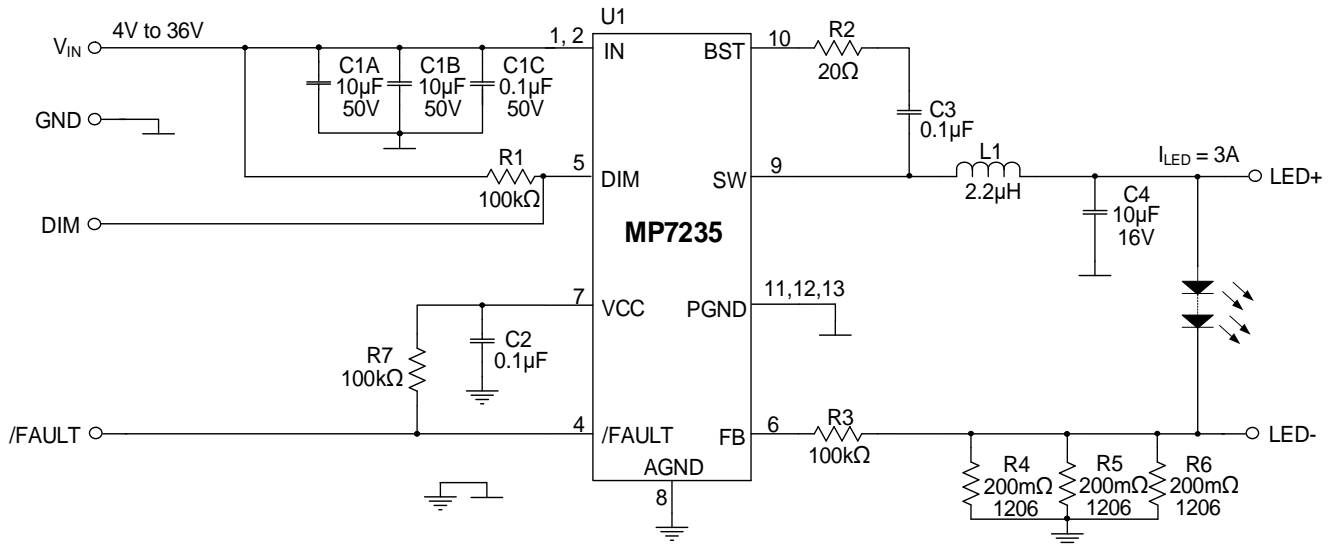 U1
4V to 36V
VIN
1, 2
IN
BST
10
R2
20Ω
C1A
10µF
50V
C1B
10µF
50V
C1C
0.1µF
50V
C3
0.1µF
GND
R1
100kΩ
5
DIM
SW
9
L1
2.2µH
ILED = 3A
LED+
DIM
MP7235
C4
10µF
16V
7
VCC
PGND
11,12,13
C2
0.1µF
R7
100kΩ
/FAULT
4
/FAULT
FB
6
R3
100kΩ
LED-
AGND
8
R4
200mΩ
1206
R5
200mΩ
1206
R6
200mΩ
1206